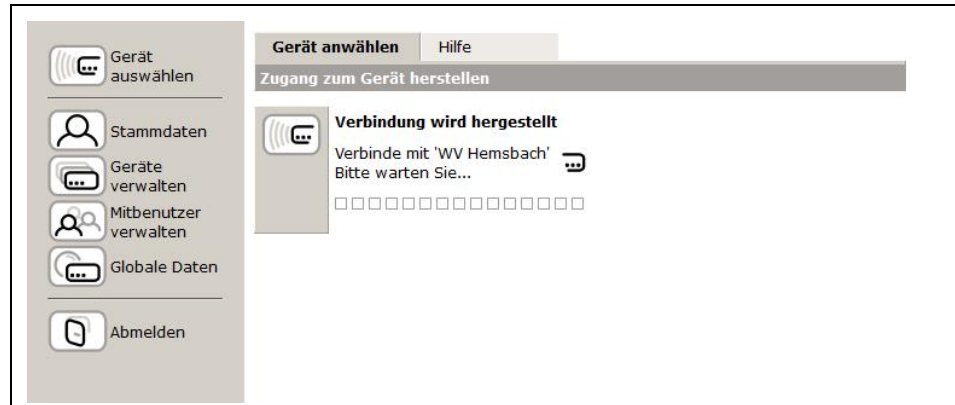 Gerät
auswählen
Stammdaten
Geräte
verwalten
Mitbenutzer
verwalten
Globale Daten
Abmelden
Gerät anwählen
Hilfe
Zugang zum Gerät herstellen
Verbindung wird hergestellt
Verbinde mit 'WV Hemsbach'
Bitte warten Sie...